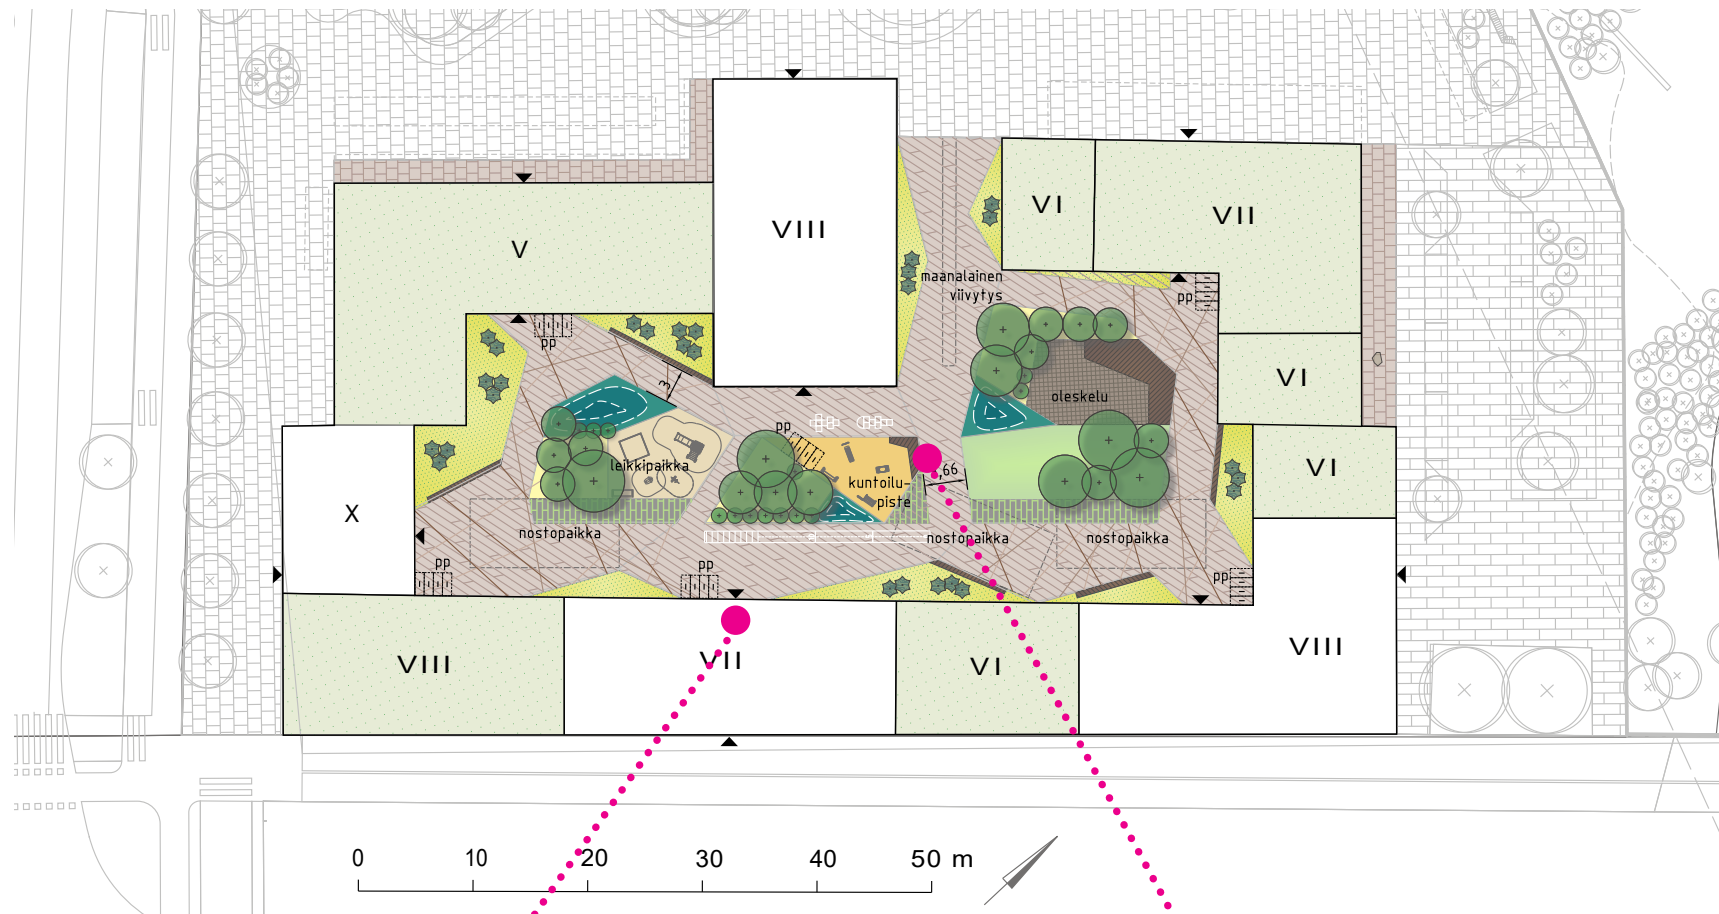 VI
VII
V
VIII
maanalainen
viivytys
pp
pp
3
VI
oleskelu
pp
leikkipaikka
,66
VI
kuntoilu-
piste
X
nostopaikka
nostopaikka
nostopaikka
pp
pp
pp
VIII
VII
VI
VIII
0 10 20 30 40 50 m